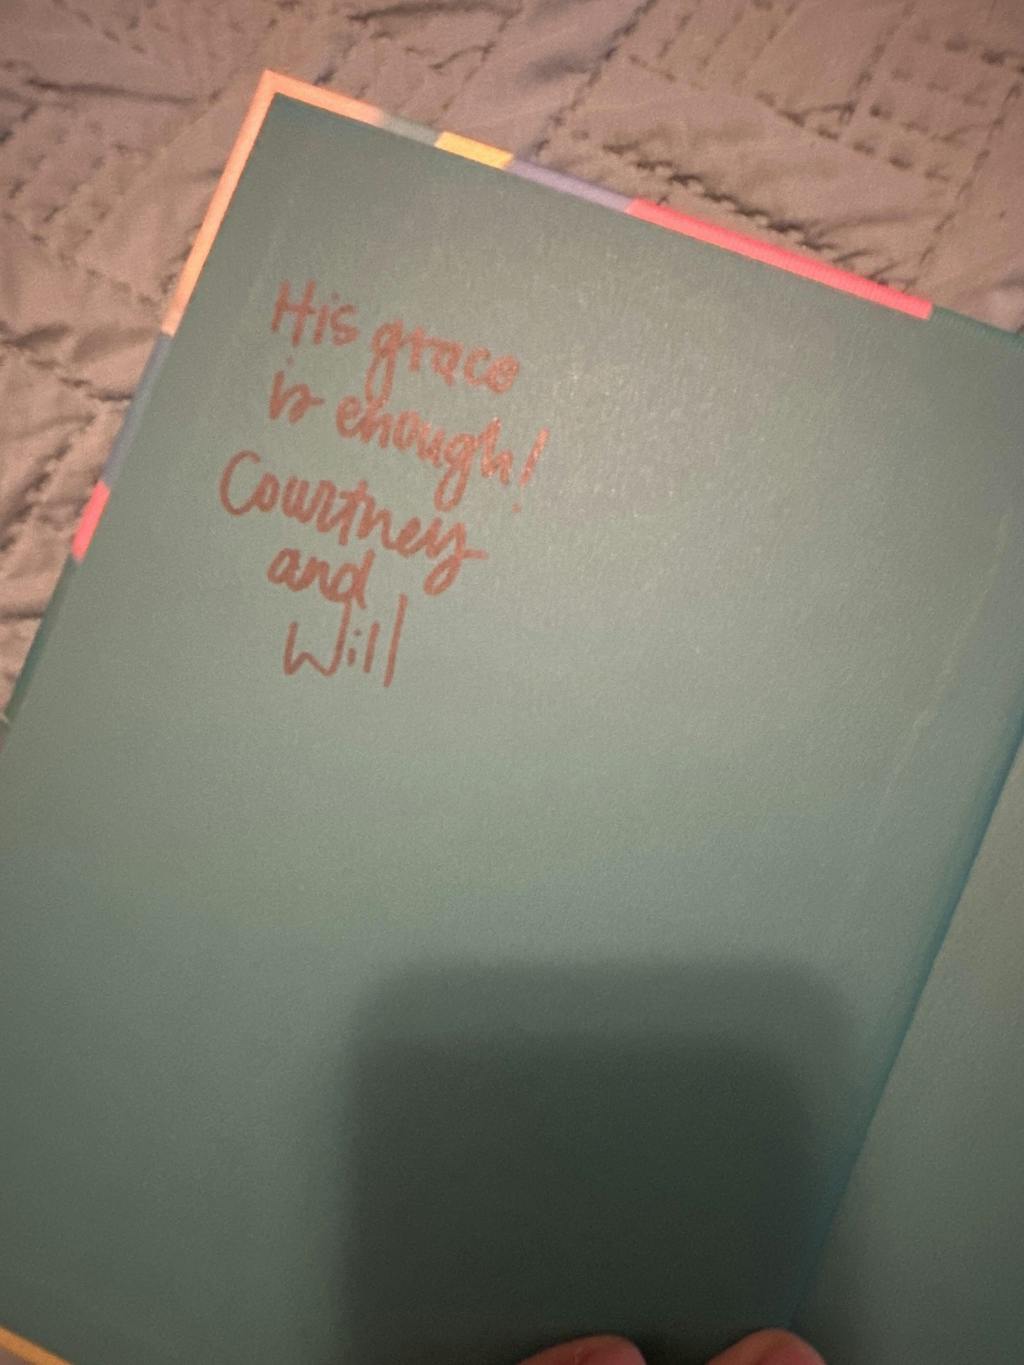 His grace
is enough!
Courtney
and
Will